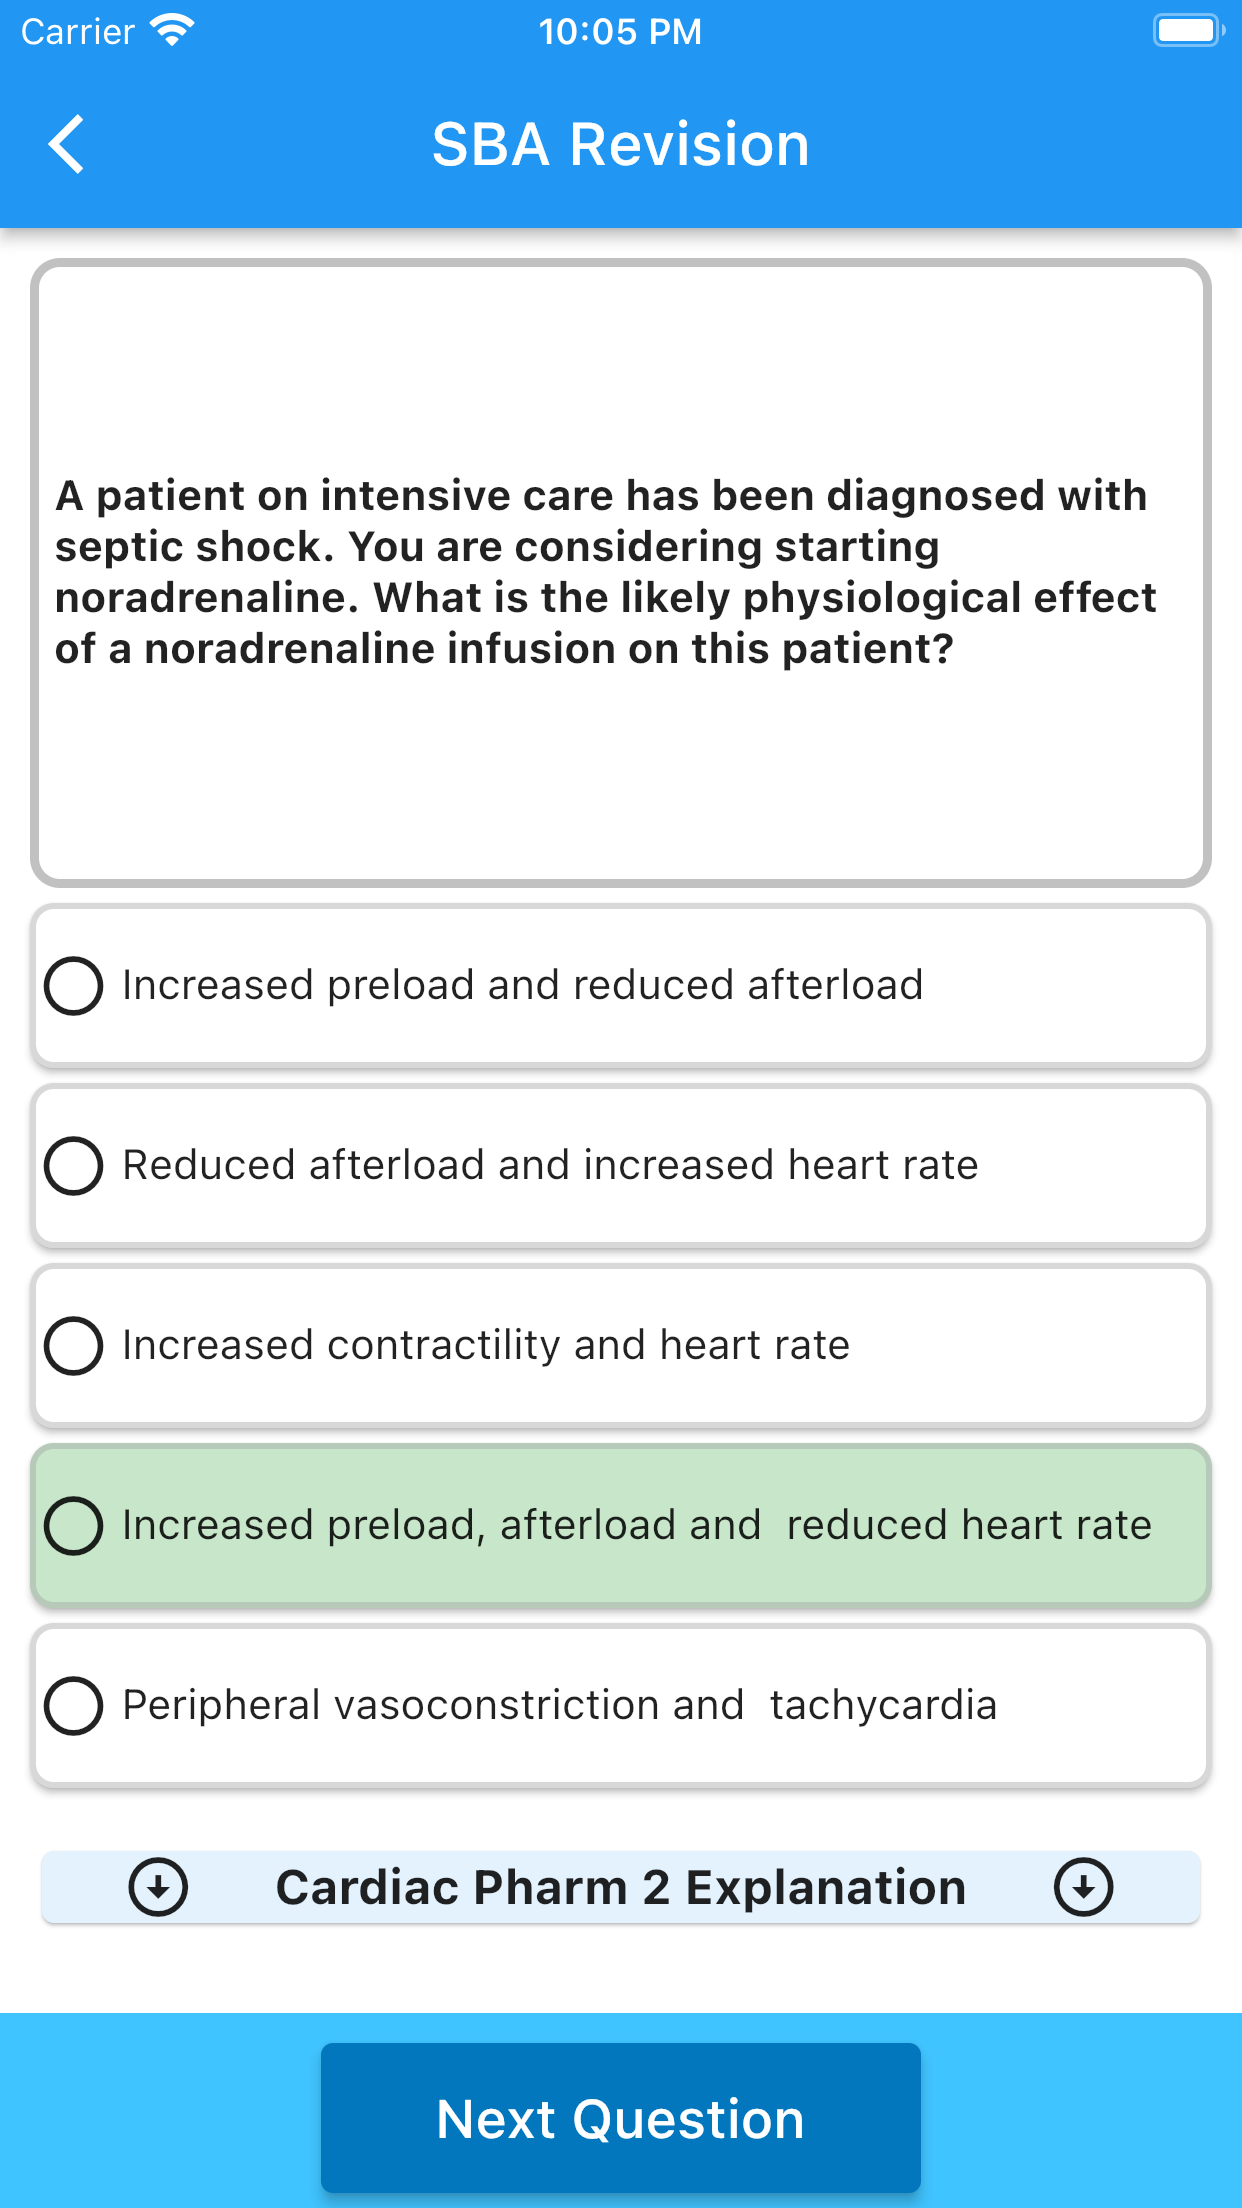 Carrier 10:05 PM
SBA Revision
A patient on intensive care has been diagnosed with
septic shock. You are considering starting
noradrenaline. What is the likely physiological effect
of a noradrenaline infusion on this patient?
Increased preload and reduced afterload
Reduced afterload and increased heart rate
Increased contractility and heart rate
Increased preload, afterload and  reduced heart rate
Peripheral vasoconstriction and  tachycardia
Cardiac Pharm 2 Explanation
Next Question